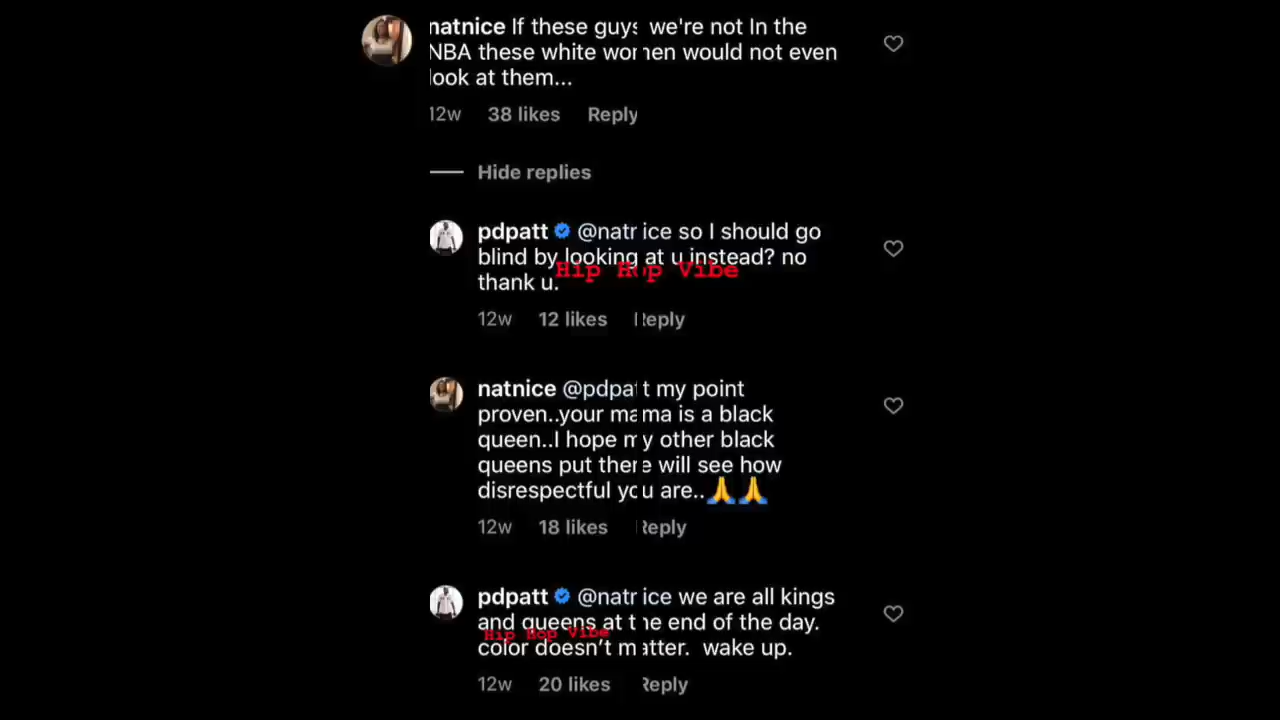 natnice If these guys we're not In the
NBA these white women would not even
look at them...
12w 38 likes Reply
Hide replies
pdpatt @natnice so I should go
blind by looking at u instead? no
thank u.
Hip Hop Vibe
12w 12 likes Reply
natnice @pdpatt my point
proven..your mama is a black
queen..I hope my other black
queens put there will see how
disrespectful you are..🙏🙏
12w 18 likes Reply
pdpatt @natnice we are all kings
and queens at the end of the day.
Hip Hop Vibe
color doesn't matter. wake up.
12w 20 likes Reply